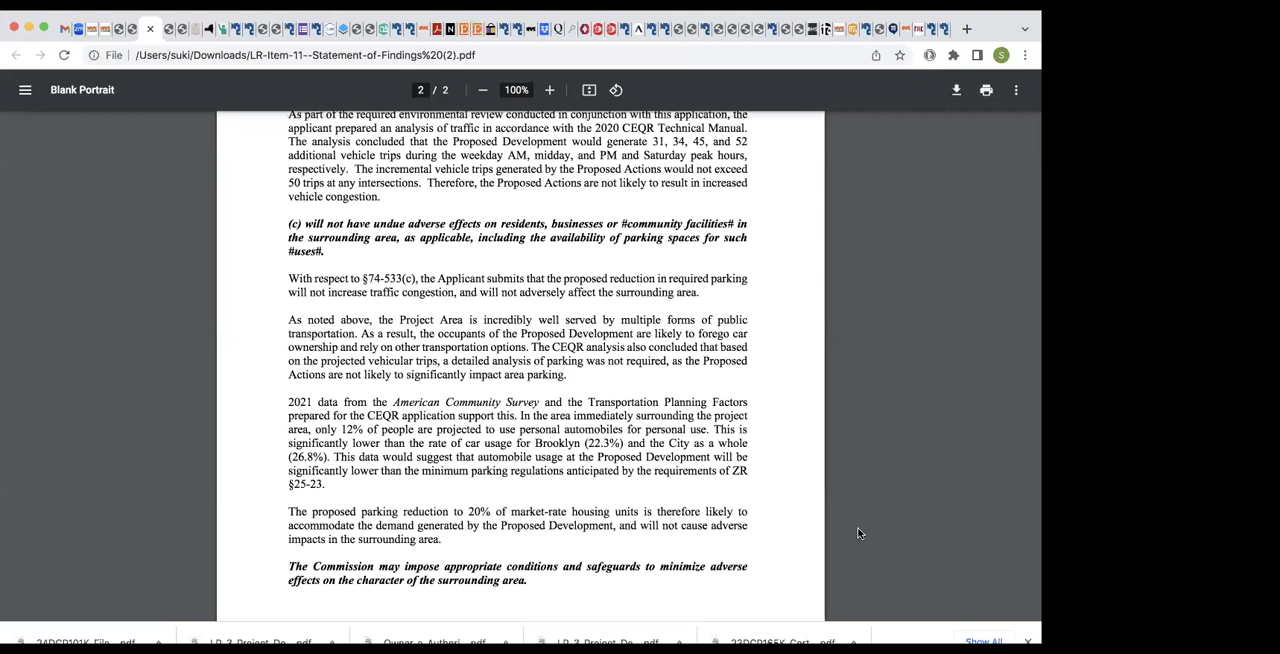 File
/Users/suki/Downloads/LR-Item-11--Statement-of-Findings%20(2).pdf
S
Blank Portrait
2 / 2
100%
As part of the required environmental review conducted in conjunction with this application, the
applicant prepared an analysis of traffic in accordance with the 2020 CEQR Technical Manual.
The analysis concluded that the Proposed Development would generate 31, 34, 45, and 52
additional vehicle trips during the weekday AM, midday, and PM and Saturday peak hours,
respectively. The incremental vehicle trips generated by the Proposed Actions would not exceed
50 trips at any intersections. Therefore, the Proposed Actions are not likely to result in increased
vehicle congestion.
(c) will not have undue adverse effects on residents, businesses or #community facilities# in
the surrounding area, as applicable, including the availability of parking spaces for such
#uses#.
With respect to §74-533(c), the Applicant submits that the proposed reduction in required parking
will not increase traffic congestion, and will not adversely affect the surrounding area.
As noted above, the Project Area is incredibly well served by multiple forms of public
transportation. As a result, the occupants of the Proposed Development are likely to forego car
ownership and rely on other transportation options. The CEQR analysis also concluded that based
on the projected vehicular trips, a detailed analysis of parking was not required, as the Proposed
Actions are not likely to significantly impact area parking.
2021 data from the American Community Survey and the Transportation Planning Factors
prepared for the CEQR application support this. In the area immediately surrounding the project
area, only 12% of people are projected to use personal automobiles for personal use. This is
significantly lower than the rate of car usage for Brooklyn (22.3%) and the City as a whole
(26.8%). This data would suggest that automobile usage at the Proposed Development will be
significantly lower than the minimum parking regulations anticipated by the requirements of ZR
§25-23.
The proposed parking reduction to 20% of market-rate housing units is therefore likely to
accommodate the demand generated by the Proposed Development, and will not cause adverse
impacts in the surrounding area.
The Commission may impose appropriate conditions and safeguards to minimize adverse
effects on the character of the surrounding area.
Show All